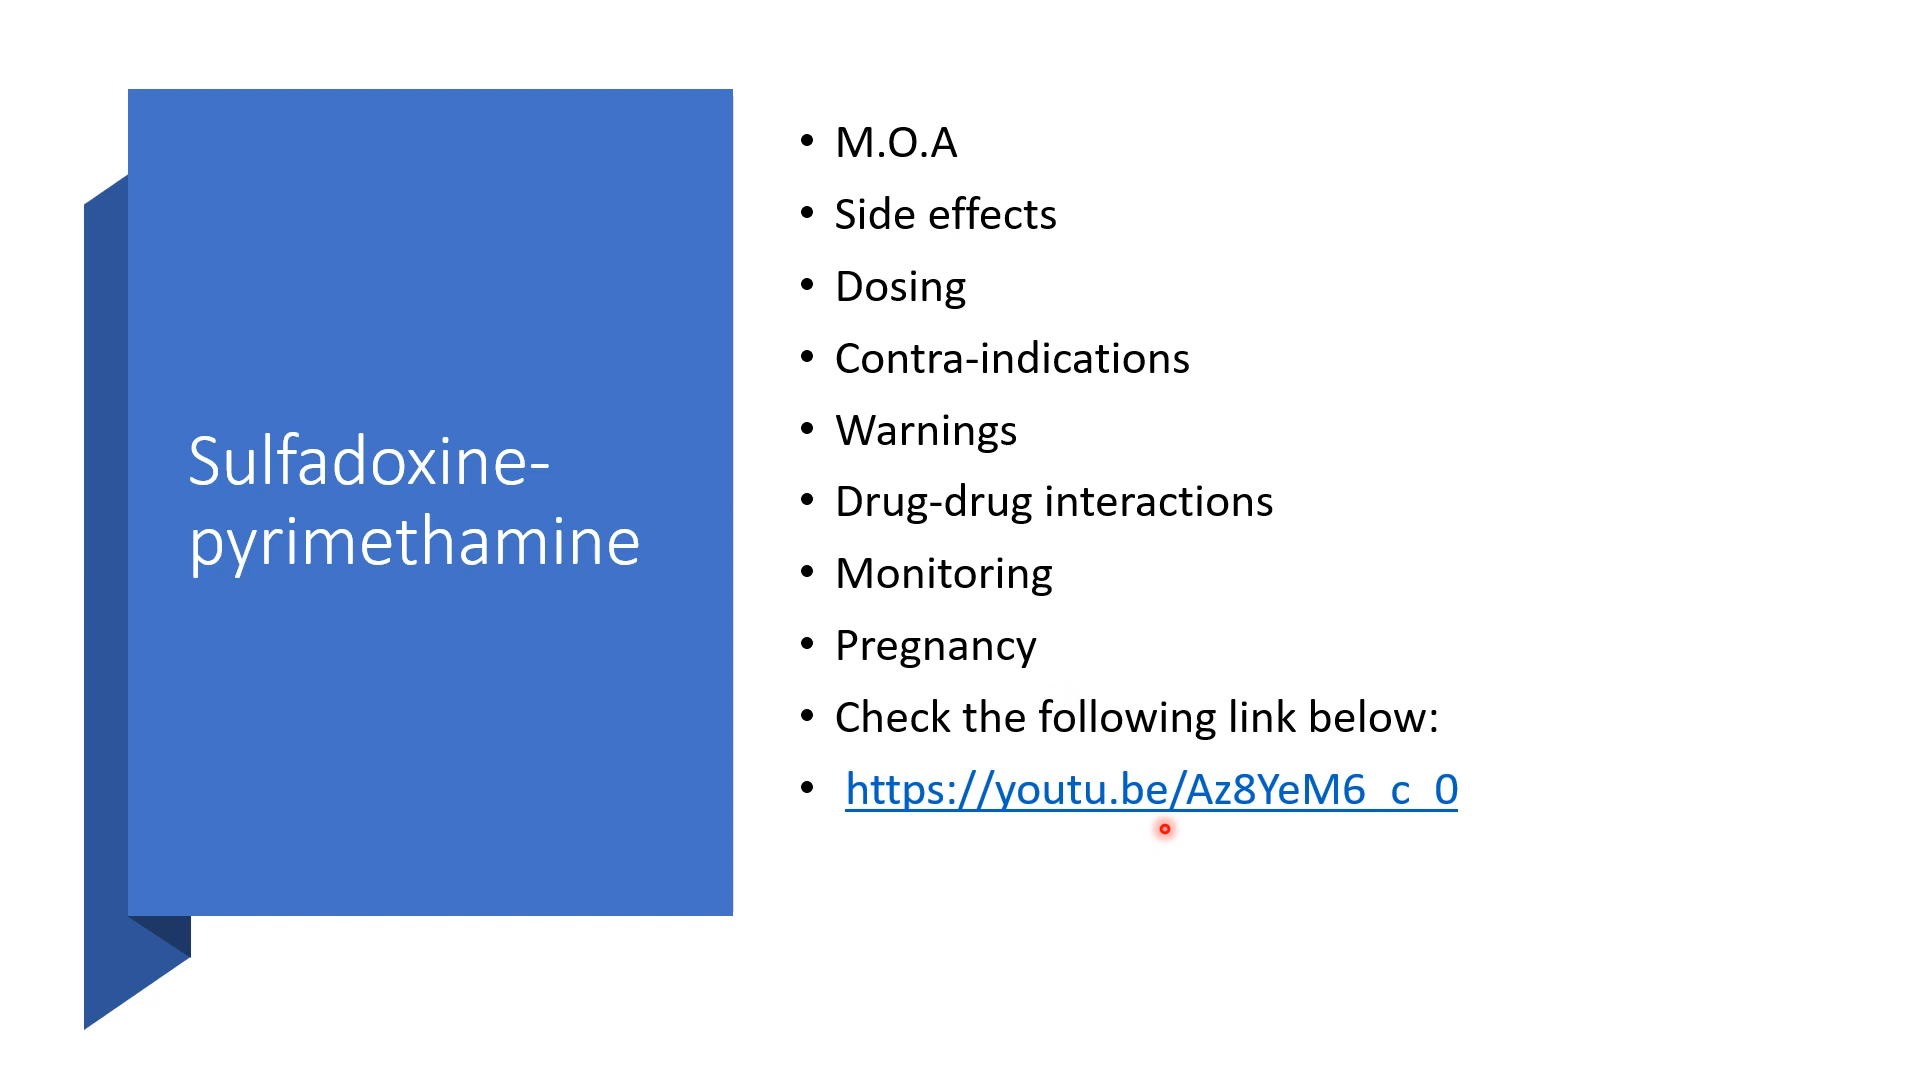 Sulfadoxine-
pyrimethamine
• M.O.A
• Side effects
• Dosing
• Contra-indications
• Warnings
• Drug-drug interactions
• Monitoring
• Pregnancy
• Check the following link below:
• https://youtu.be/Az8YeM6_c_0